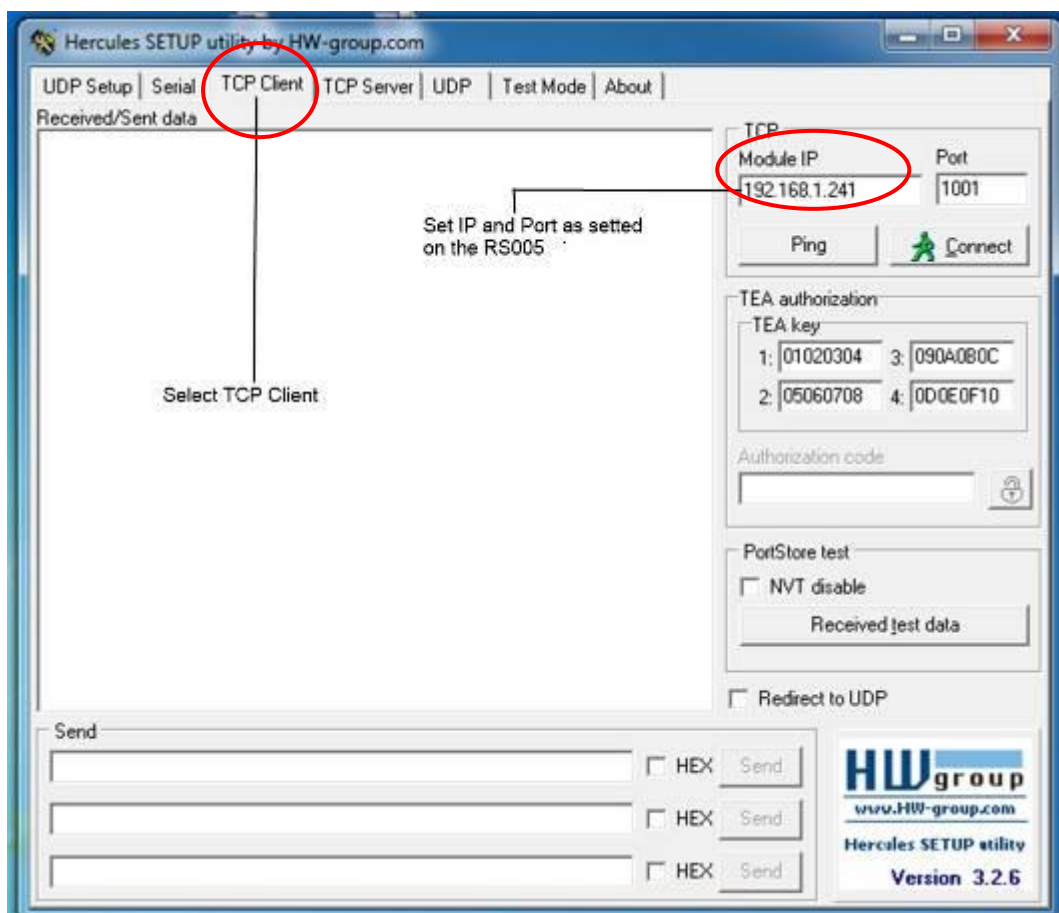 Hercules SETUP utility by HW-group.com
UDP Setup Serial TCP Client TCP Server UDP Test Mode About
Received/Sent data
TCP
Module IP Port
192.168.1.241 1001
Ping Connect
Set IP and Port as setted
on the RS005
Select TCP Client
TEA authorization
TEA key
1: 01020304 3: 090A0B0C
2: 05060708 4: 0D0E0F10
Authorization code
PortStore test
NVT disable
Received test data
Redirect to UDP
Send
HEX Send
HEX Send
HEX Send
HW group
www.HW-group.com
Hercules SETUP utility
Version 3.2.6